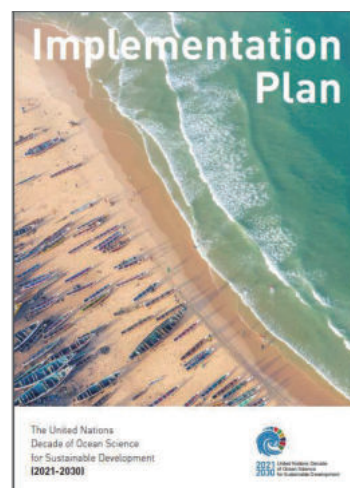 Implementation
Plan
The United Nations
Decade of Ocean Science
for Sustainable Development
(2021-2030)
2021
2030
United Nations Decade
of Ocean Science
for Sustainable Development